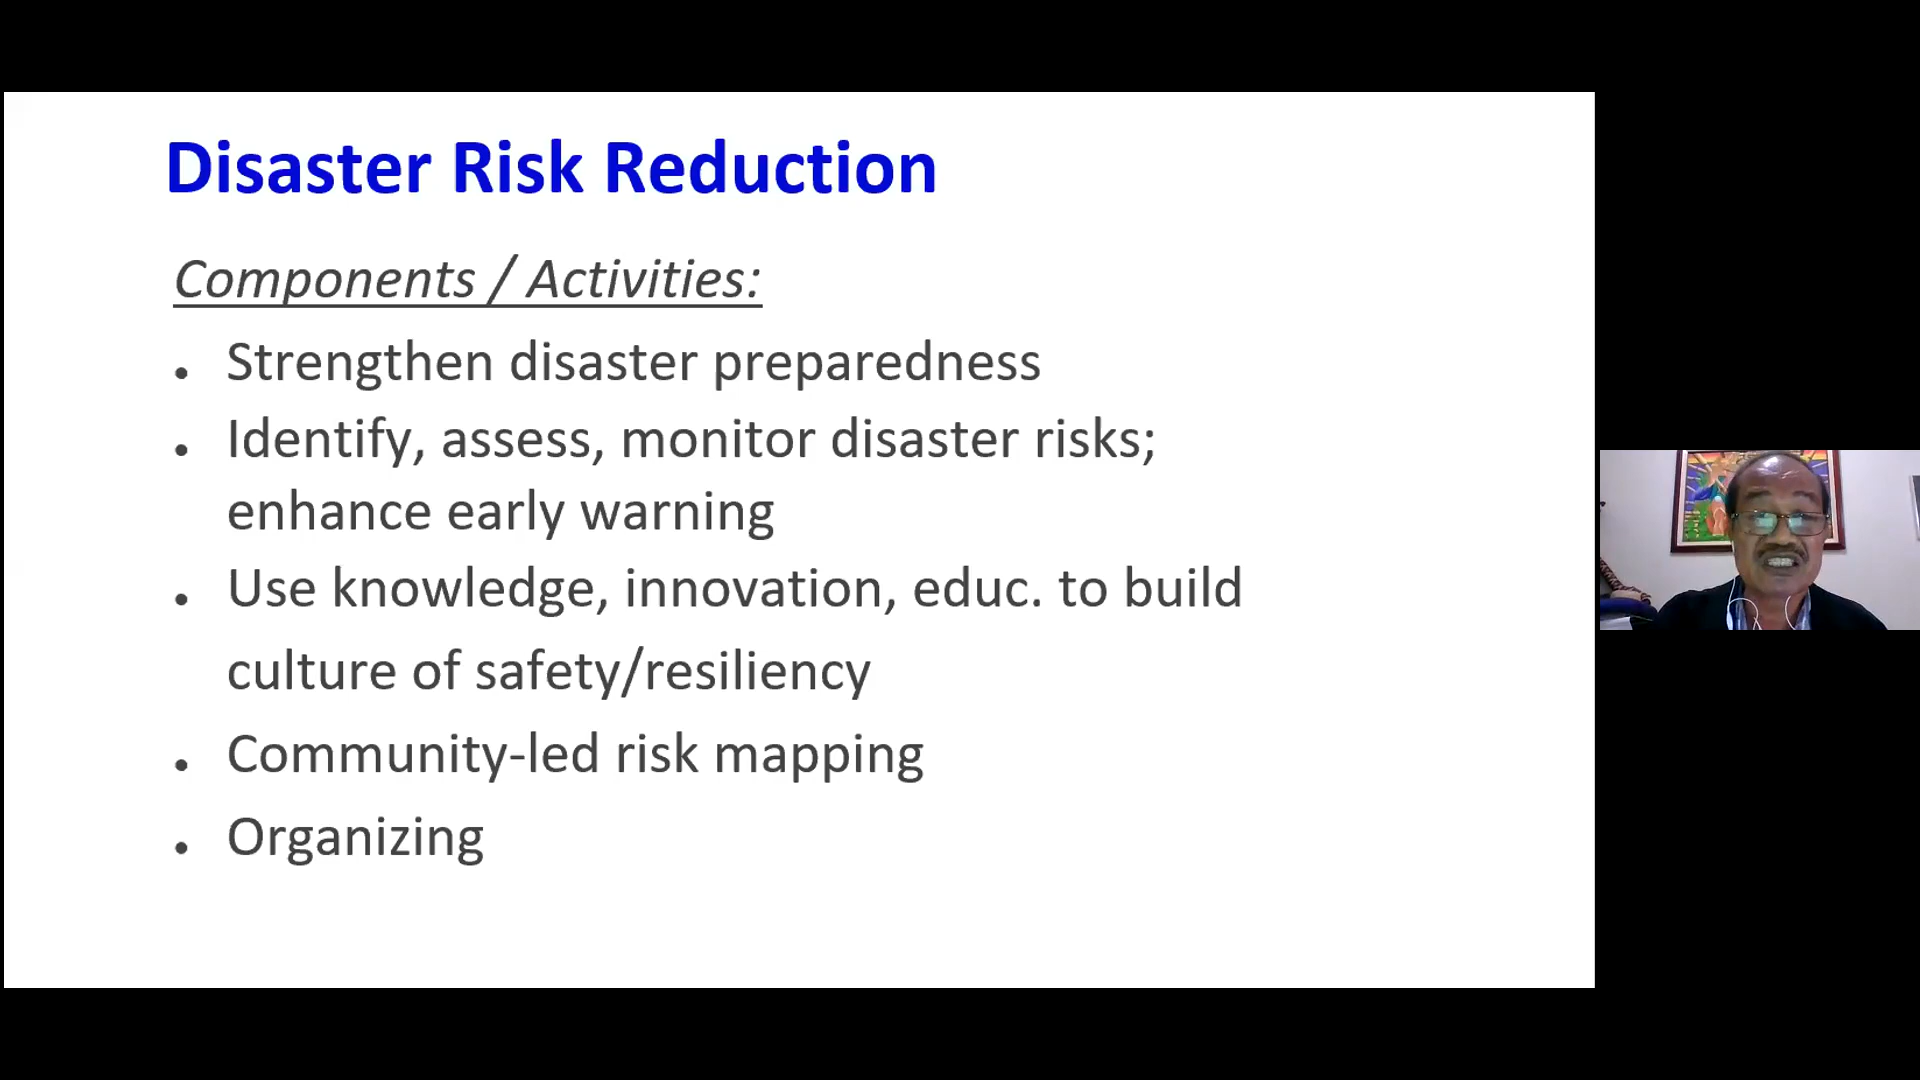 Disaster Risk Reduction
Components / Activities:
• Strengthen disaster preparedness
• Identify, assess, monitor disaster risks;
enhance early warning
• Use knowledge, innovation, educ. to build
culture of safety/resiliency
• Community-led risk mapping
• Organizing